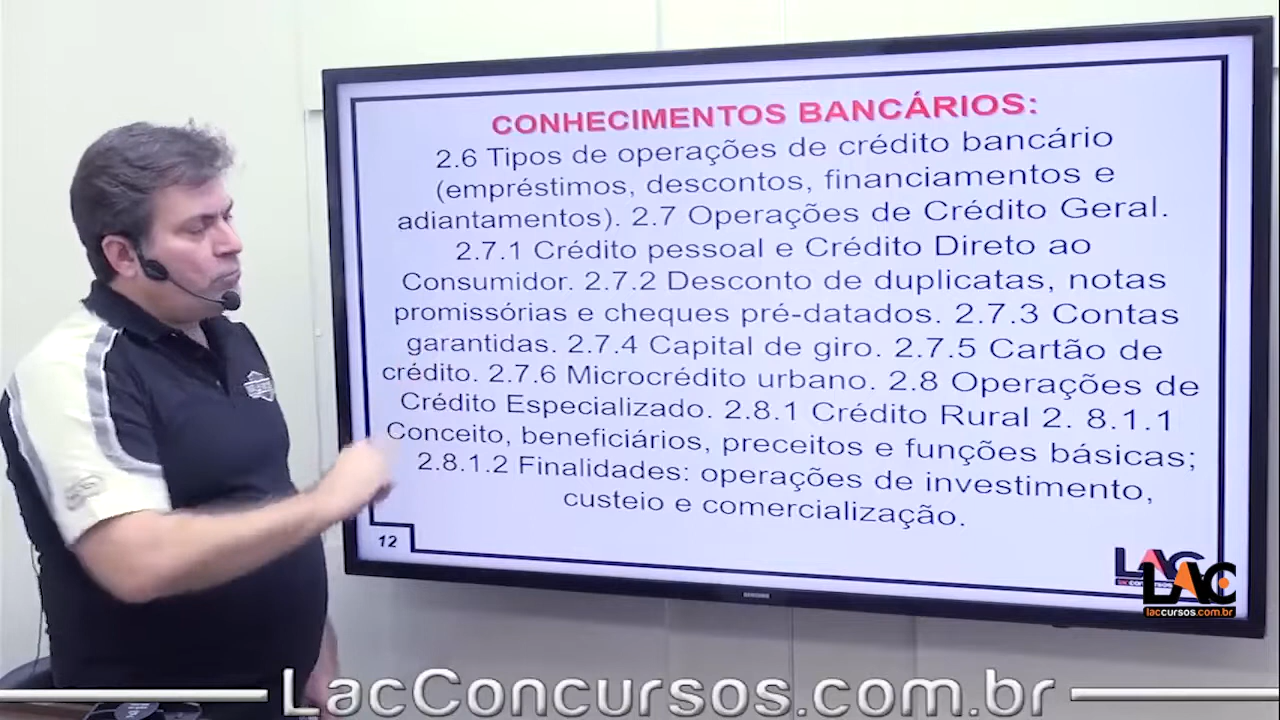 CONHECIMENTOS BANCÁRIOS:
2.6 Tipos de operações de crédito bancário
(empréstimos, descontos, financiamentos e
adiantamentos). 2.7 Operações de Crédito Geral.
2.7.1 Crédito pessoal e Crédito Direto ao
Consumidor. 2.7.2 Desconto de duplicatas, notas
promissórias e cheques pré-datados. 2.7.3 Contas
garantidas. 2.7.4 Capital de giro. 2.7.5 Cartão de
crédito. 2.7.6 Microcrédito urbano. 2.8 Operações de
Crédito Especializado. 2.8.1 Crédito Rural 2. 8.1.1
Conceito, beneficiários, preceitos e funções básicas;
2.8.1.2 Finalidades: operações de investimento,
custeio e comercialização.
12
LAC
LAC
laccursos.com.br
SAMSUNG
LacConcursos.com.br